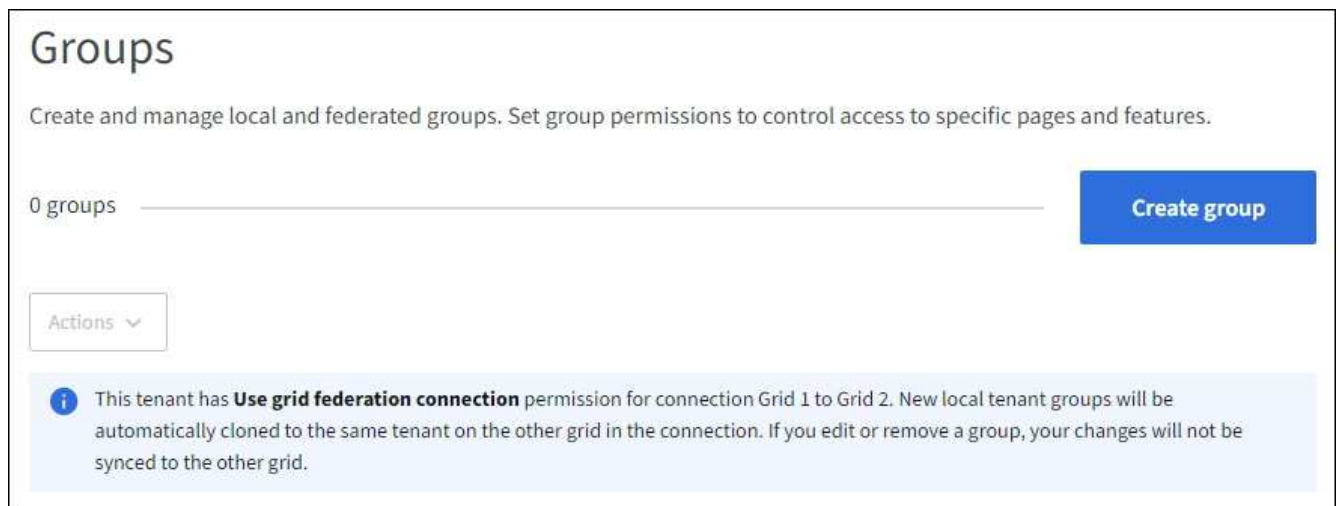 Groups
Create and manage local and federated groups. Set group permissions to control access to specific pages and features.
0 groups
Create group
Actions
This tenant has Use grid federation connection permission for connection Grid 1 to Grid 2. New local tenant groups will be
automatically cloned to the same tenant on the other grid in the connection. If you edit or remove a group, your changes will not be
synced to the other grid.